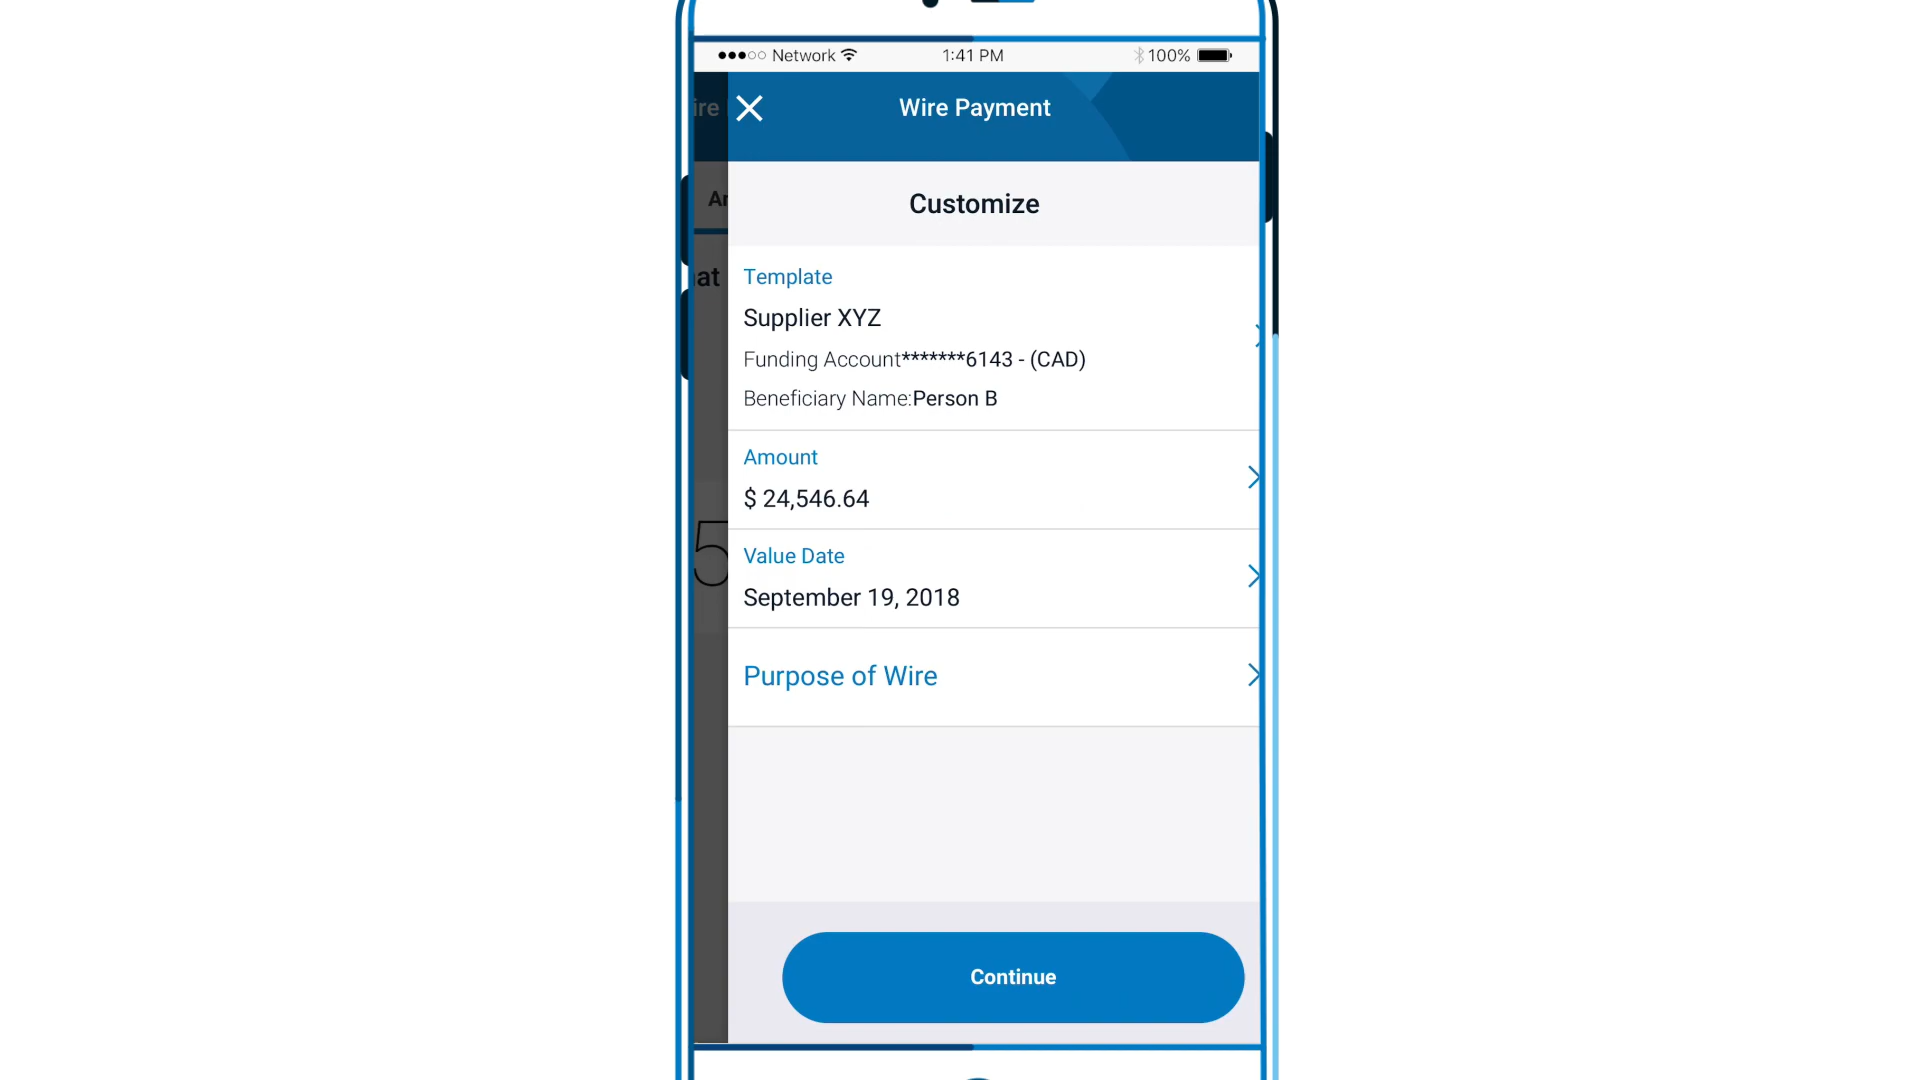 Network 1:41 PM 100%
ire Wire Payment
Customize
Ar
Template
at
Supplier XYZ
Funding Account*******6143 - (CAD)
Beneficiary Name:Person B
Amount
$ 24,546.64
5
Value Date
September 19, 2018
Purpose of Wire
Continue